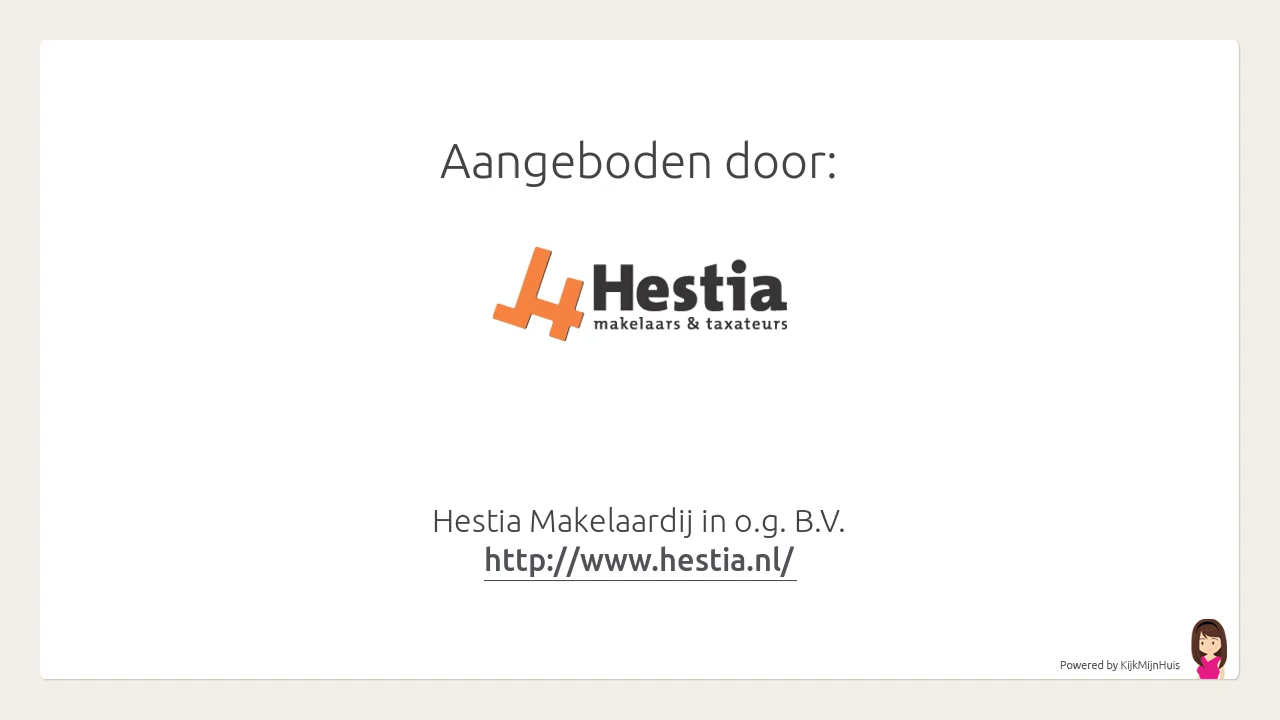 Aangeboden door:
Hestia
makelaars & taxateurs
Hestia Makelaardij in o.g. B.V.
http://www.hestia.nl/
Powered by KijkMijnHuis